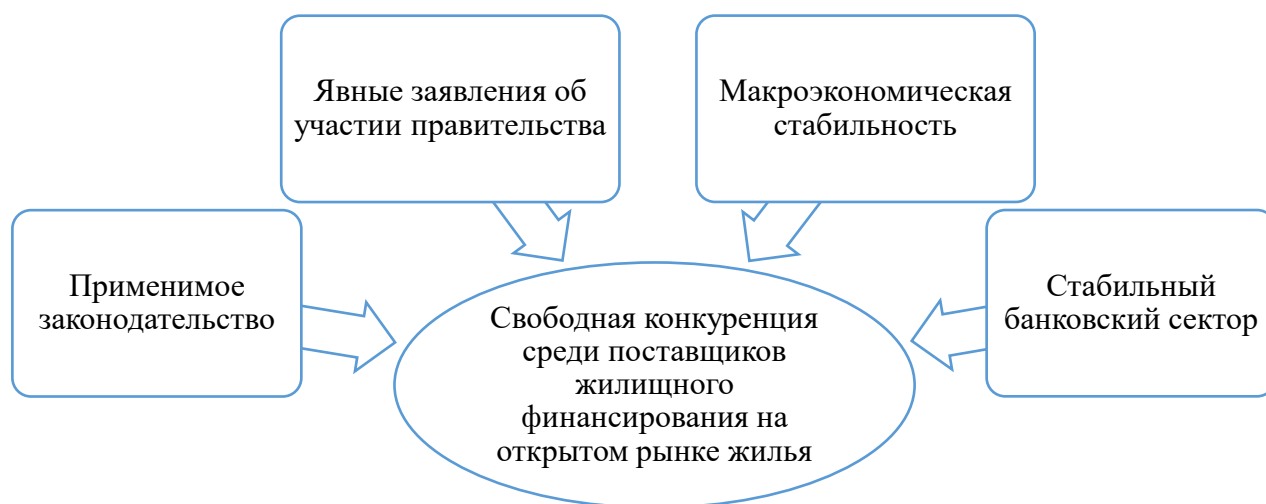 Явные заявления об
участии правительства
Макроэкономическая
стабильность
Применимое
законодательство
Стабильный
банковский сектор
Свободная конкуренция
среди поставщиков
жилищного
финансирования на
открытом рынке жилья